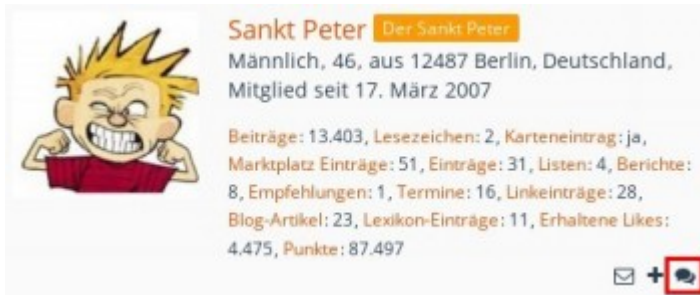 Sankt Peter Der Sankt Peter
Männlich, 46, aus 12487 Berlin, Deutschland,
Mitglied seit 17. März 2007
Beiträge: 13.403, Lesezeichen: 2, Karteneintrag: ja,
Marktplatz Einträge: 51, Einträge: 31, Listen: 4, Berichte:
8, Empfehlungen: 1, Termine: 16, Linkeinträge: 28,
Blog-Artikel: 23, Lexikon-Einträge: 11, Erhaltene Likes:
4.475, Punkte: 87.497